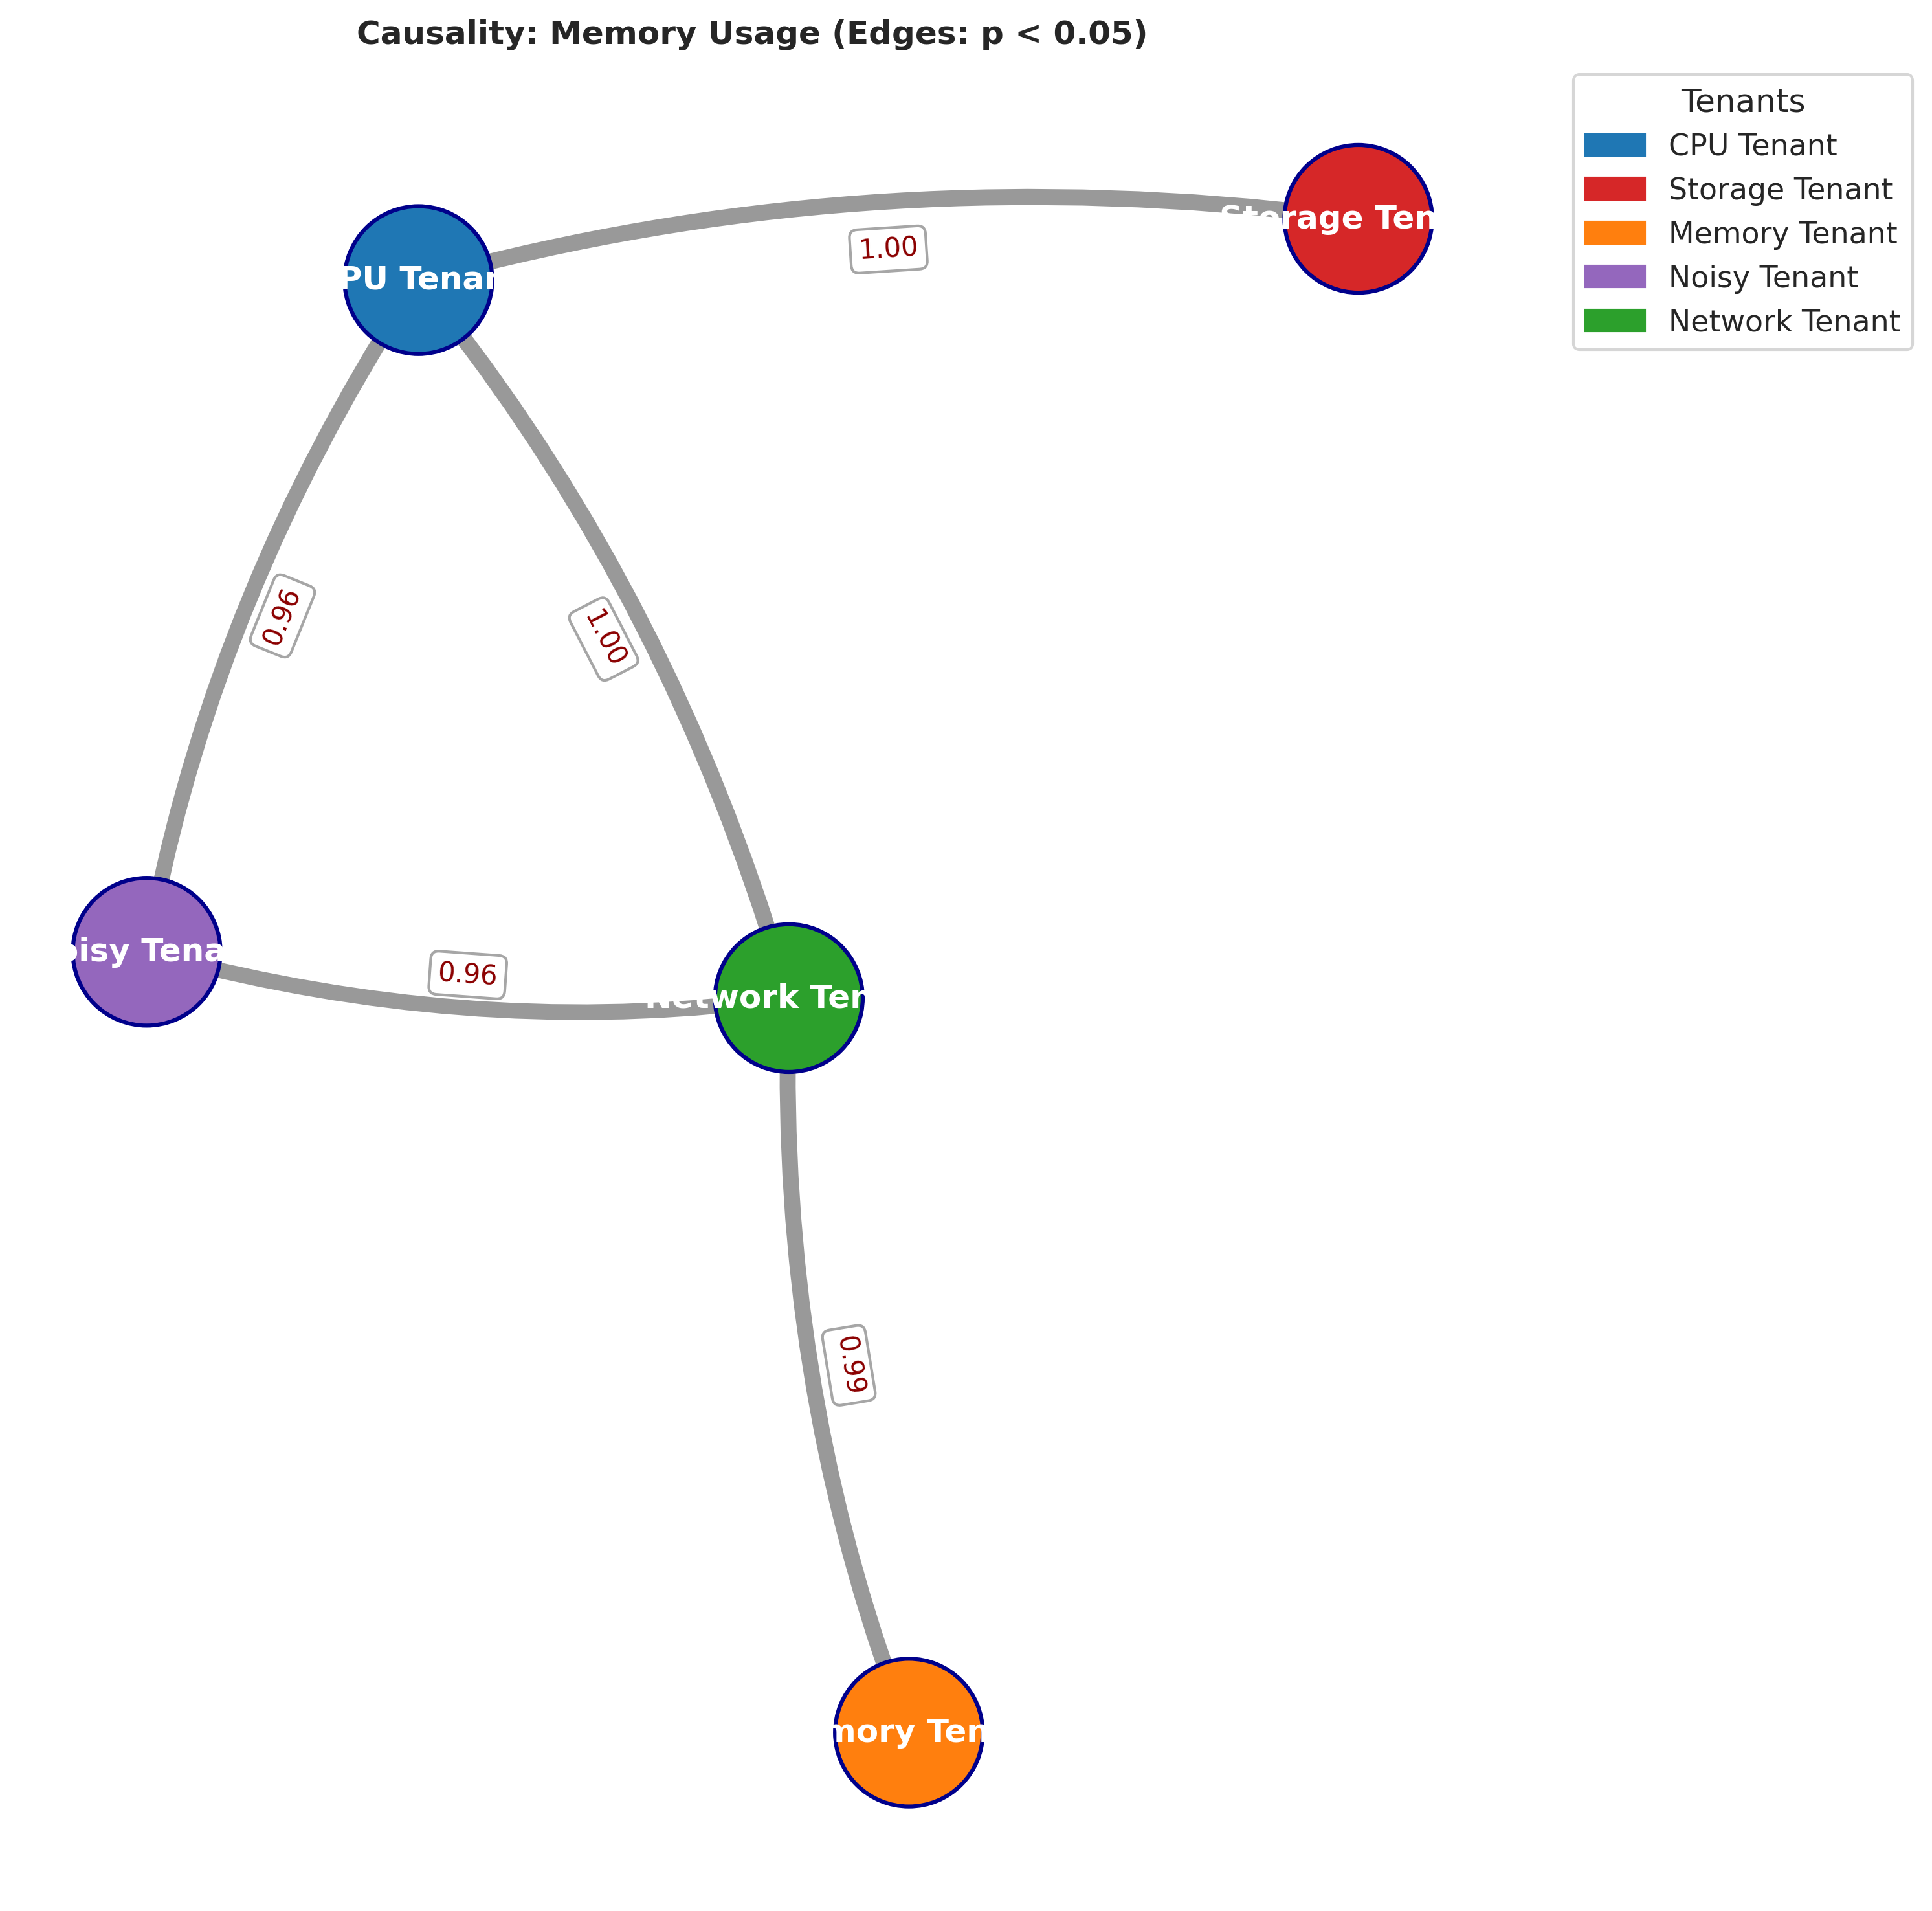 Causality: Memory Usage (Edges: p < 0.05)
Tenants
CPU Tenant
Storage Tenant
Memory Tenant
Noisy Tenant
Network Tenant
Storage Ten
1.00
PU Tenan
0.96
1.00
oisy Tena
0.96
Network Ten
0.99
mory Ten